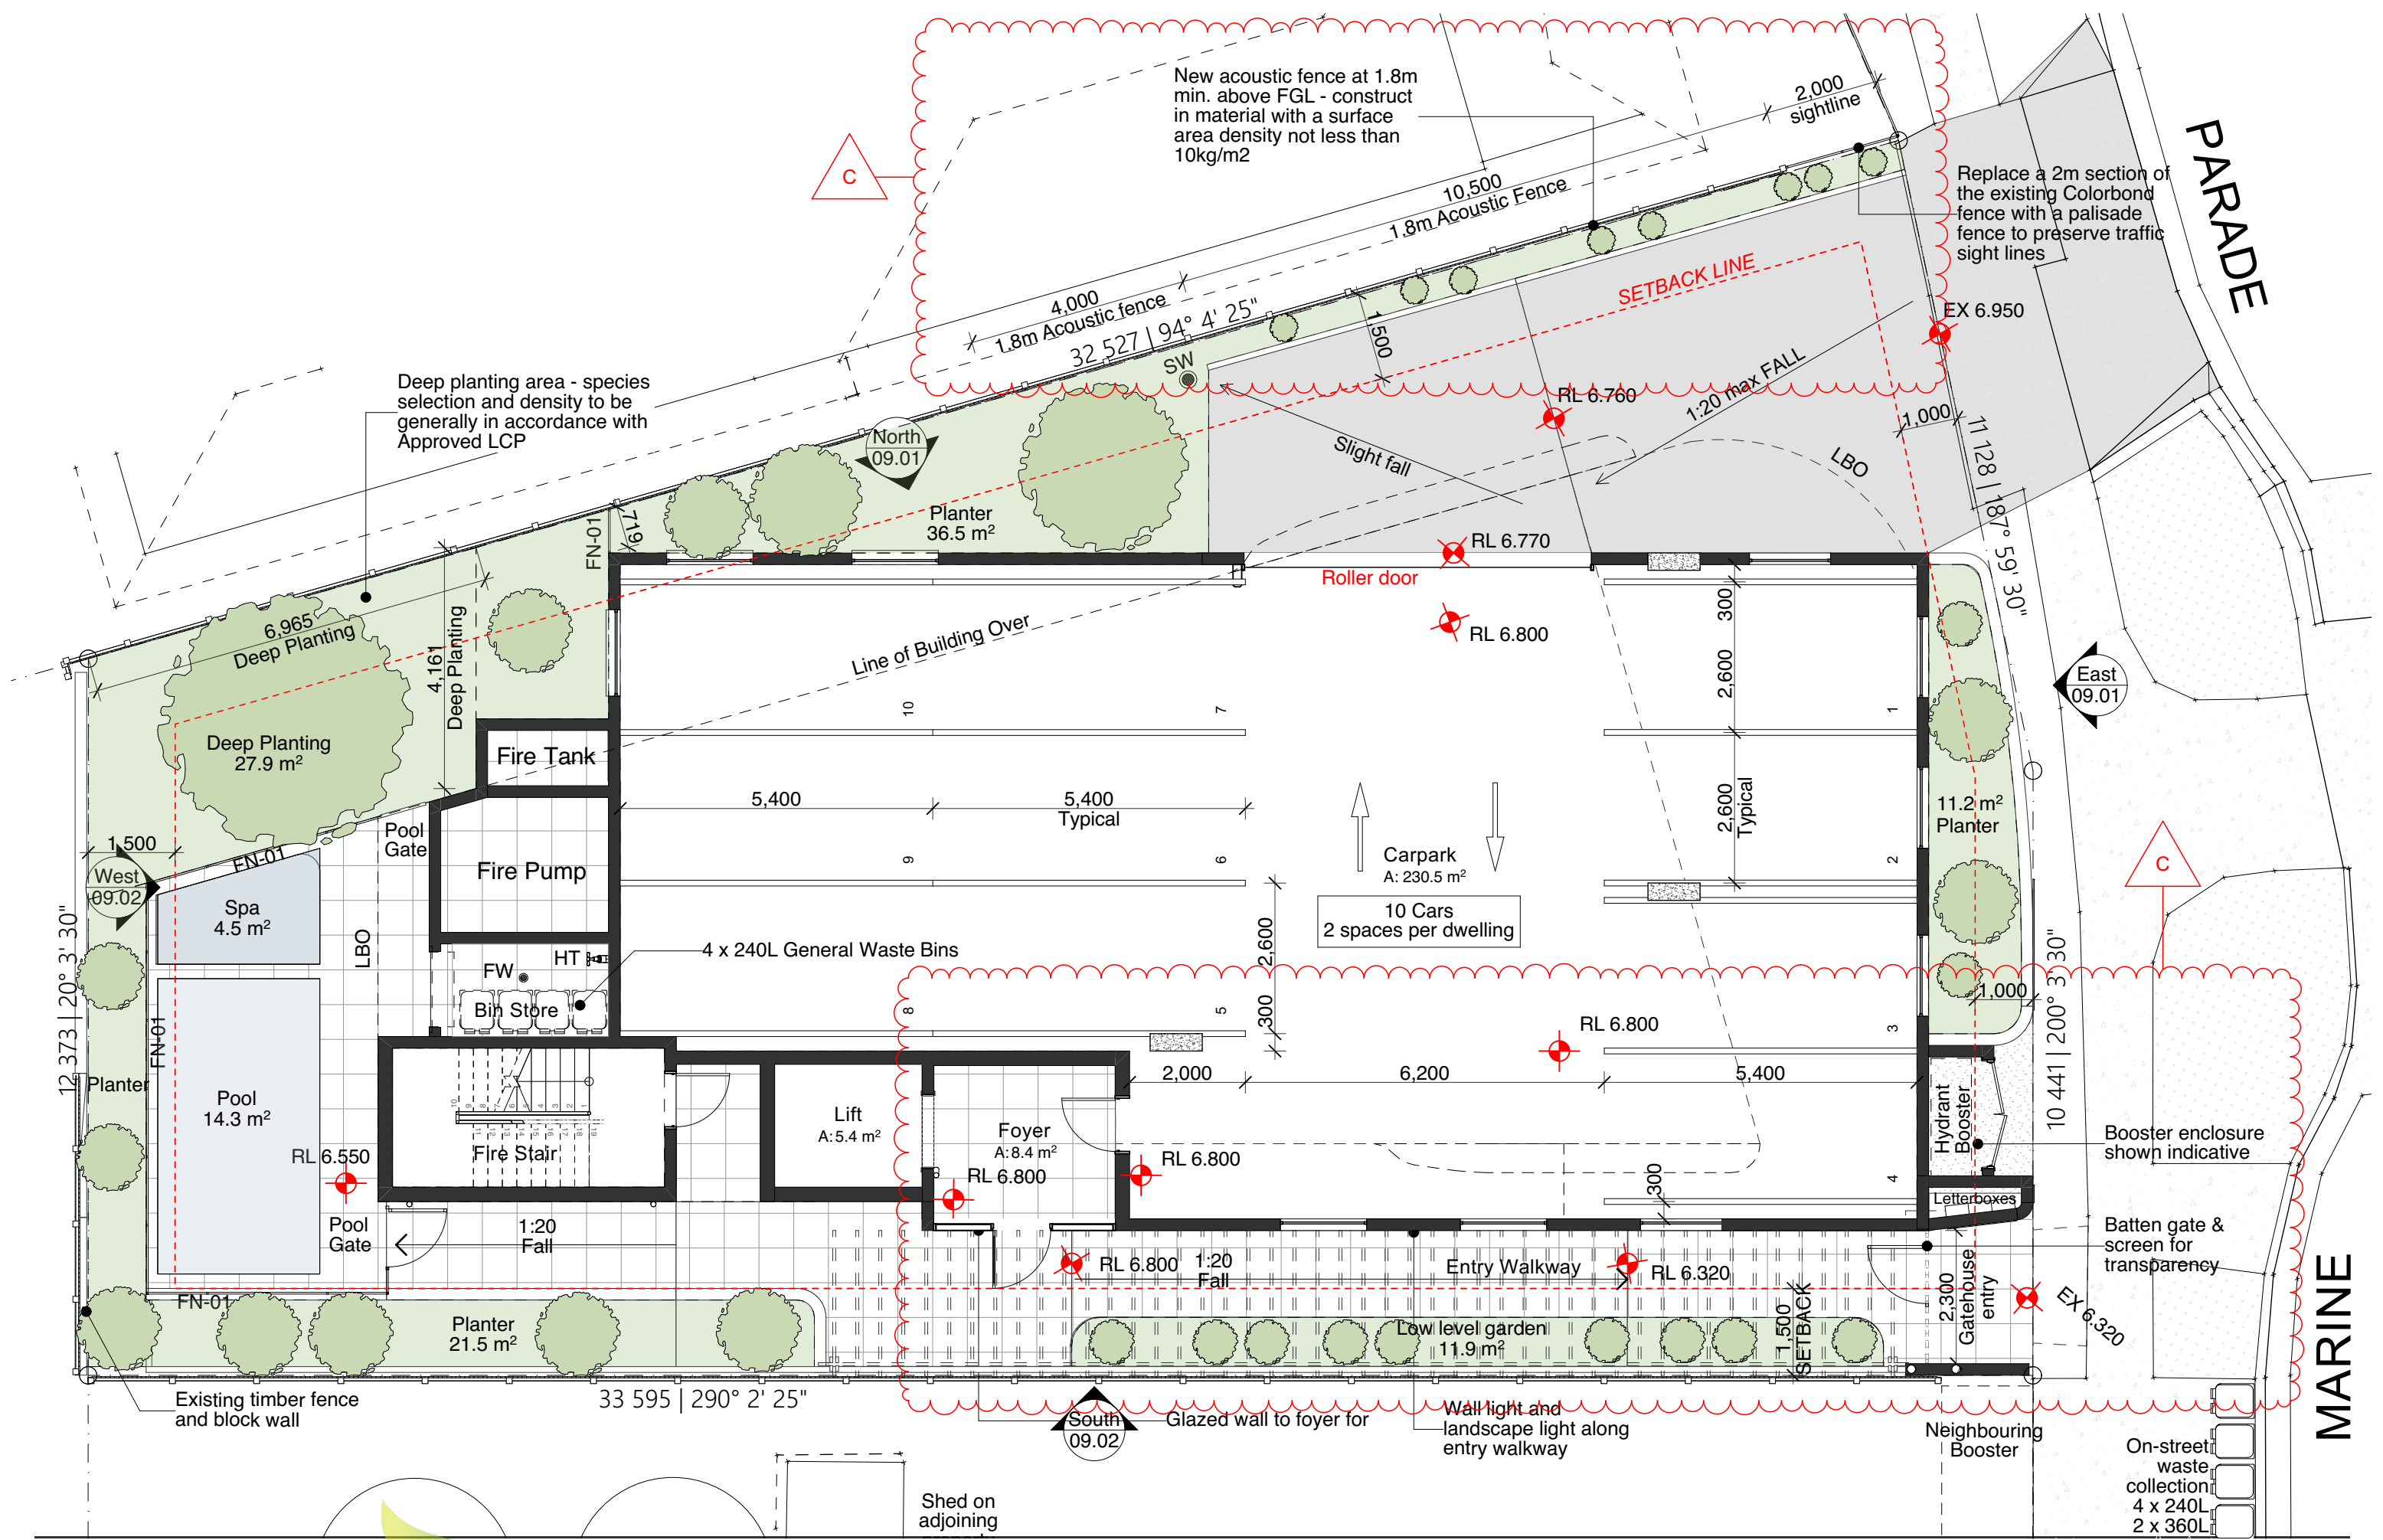 New acoustic fence at 1.8m
min. above FGL - construct
in material with a surface
area density not less than
10kg/m2
C
2,000
sightline
10,500
1.8m Acoustic Fence
4,000
1.8m Acoustic fence
32 527 | 94° 4' 25"
PARADE
Replace a 2m section of
the existing Colorbond
fence with a palisade
fence to preserve traffic
sight lines
SETBACK LINE
EX 6.950
1,500
SW
RL 6.760
1:20 max FALL
1,000
Slight fall
LBO
11 128 | 187° 59' 30"
Deep planting area - species
selection and density to be
generally in accordance with
Approved LCP
North
09.01
FN-01
719
Planter
36.5 m²
RL 6.770
Roller door
RL 6.800
6,965
Deep Planting
4,161
Deep Planting
Line of Building Over
300
2,600
2,600
Typical
East
09.01
10
7
1
Deep Planting
27.9 m²
Fire Tank
5,400
5,400
Typical
11.2 m²
Planter
1,500
Pool
Gate
FN-01
West
09.02
Fire Pump
9
6
2
Carpark
A: 230.5 m²
10 Cars
2 spaces per dwelling
C
Spa
4.5 m²
LBO
4 x 240L General Waste Bins
FW
HT
Bin Store
2,600
300
1,000
8
5
3
12 373 | 20° 3' 30"
FN-01
Planter
Pool
14.3 m²
RL 6.800
2,000
6,200
5,400
10 441 | 200° 3' 30"
Lift
A: 5.4 m²
Foyer
A: 8.4 m²
Hydrant
Booster
Booster enclosure
shown indicative
Fire Stair
RL 6.550
RL 6.800
RL 6.800
300
4
Letterboxes
Pool
Gate
1:20
Fall
RL 6.800
1:20
Fall
Entry Walkway
RL 6.320
Batten gate &
screen for
transparency
2,300
Gatehouse
entry
EX 6.320
FN-01
Planter
21.5 m²
Low level garden
11.9 m²
1,500
SETBACK
MARINE
Existing timber fence
and block wall
33 595 | 290° 2' 25"
South
09.02
Glazed wall to foyer for
Wall light and
landscape light along
entry walkway
Neighbouring
Booster
On-street
waste
collection
4 x 240L
2 x 360L
Shed on
adjoining